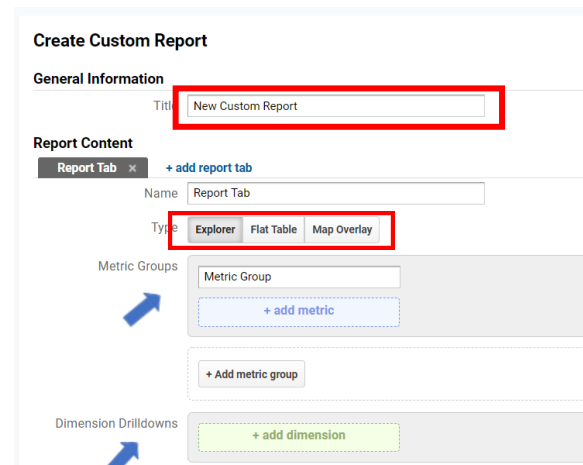 Create Custom Report
General Information
Title New Custom Report
Report Content
Report Tab × + add report tab
Name Report Tab
Type Explorer Flat Table Map Overlay
Metric Groups
Metric Group
+ add metric
+ Add metric group
Dimension Drilldowns
+ add dimension